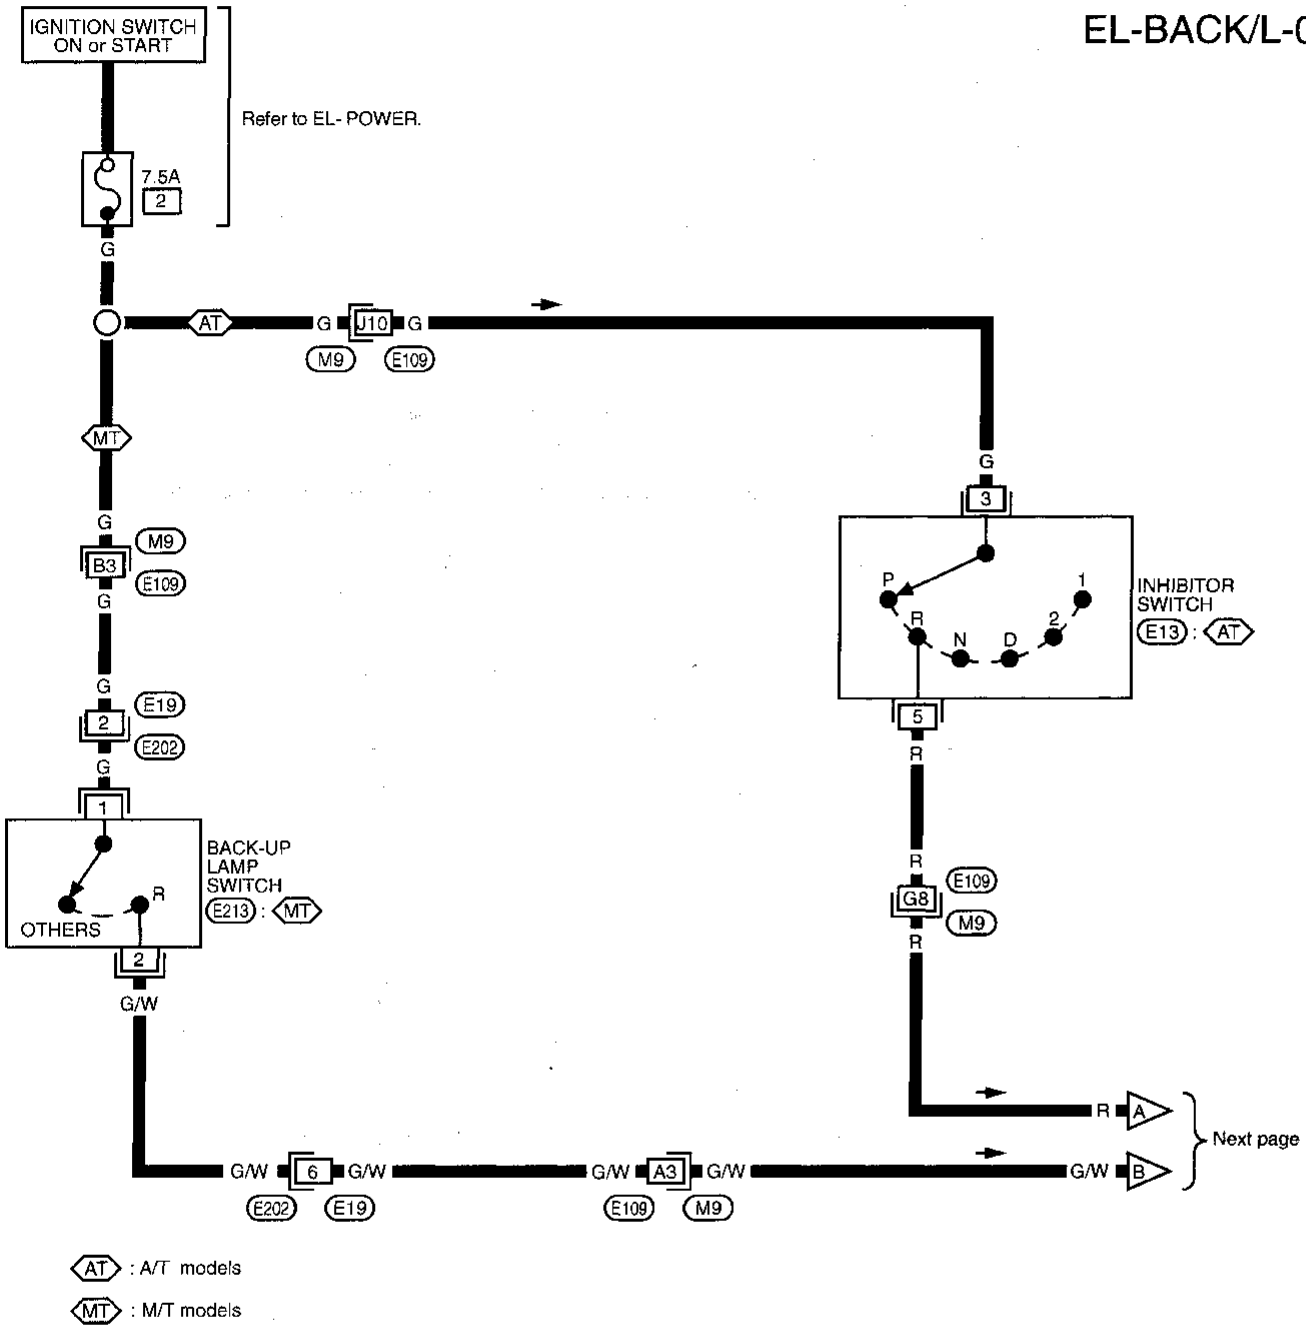 EL-BACK/L-0
IGNITION SWITCH
ON or START
Refer to EL- POWER.
7.5A
2
G
AT
G
J10
G
M9
E109
MT
G
3
G
B3
M9
E109
G
P
R
N
D
2
1
INHIBITOR
SWITCH
E13 : AT
G
2
E19
E202
G
5
R
1
BACK-UP
LAMP
SWITCH
E213 : MT
R
OTHERS
2
G/W
R
G8
E109
M9
R
R
A
Next page
G/W
6
G/W
G/W
A3
G/W
G/W
B
E202
E19
E109
M9
AT : A/T models
MT : M/T models